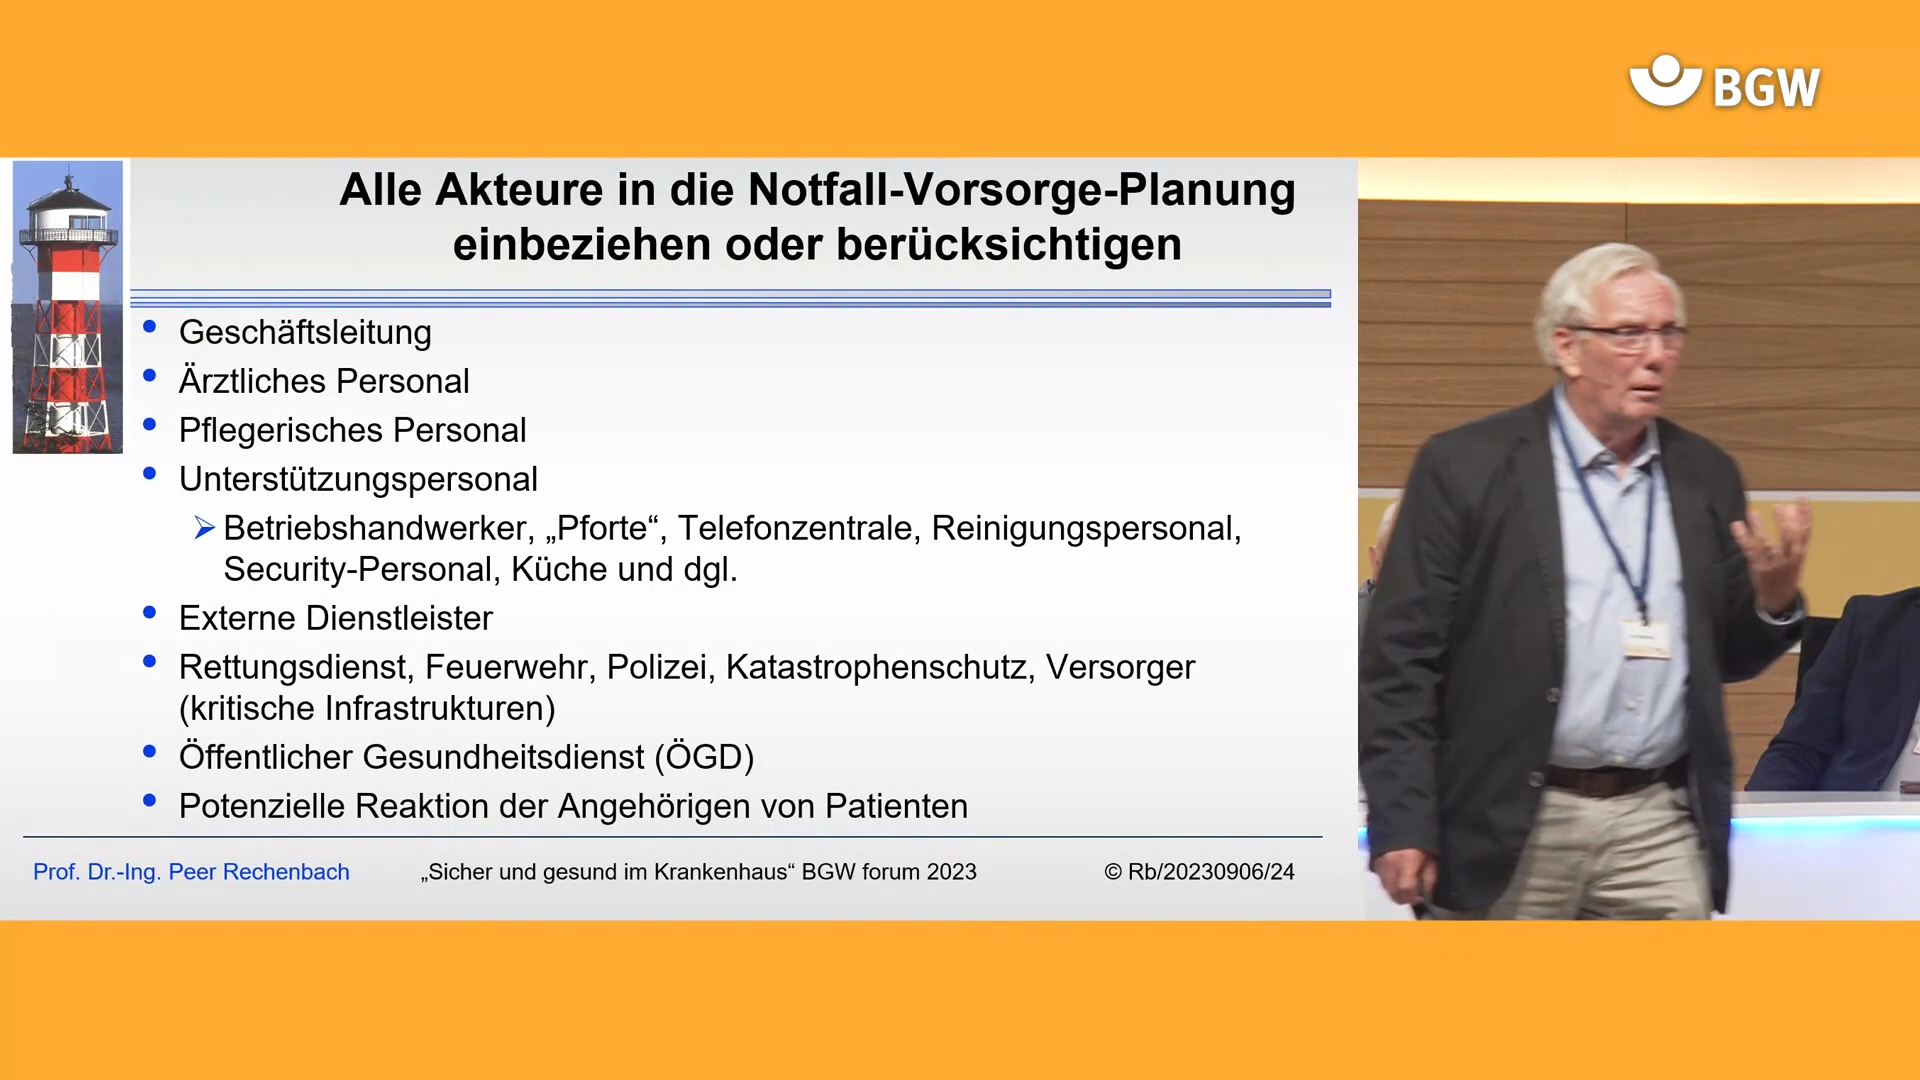 BGW
Alle Akteure in die Notfall-Vorsorge-Planung
einbeziehen oder berücksichtigen
• Geschäftsleitung
• Ärztliches Personal
• Pflegerisches Personal
• Unterstützungspersonal
➢ Betriebshandwerker, „Pforte“, Telefonzentrale, Reinigungspersonal,
Security-Personal, Küche und dgl.
• Externe Dienstleister
• Rettungsdienst, Feuerwehr, Polizei, Katastrophenschutz, Versorger
(kritische Infrastrukturen)
• Öffentlicher Gesundheitsdienst (ÖGD)
• Potenzielle Reaktion der Angehörigen von Patienten
Prof. Dr.-Ing. Peer Rechenbach „Sicher und gesund im Krankenhaus“ BGW forum 2023 © Rb/20230906/24